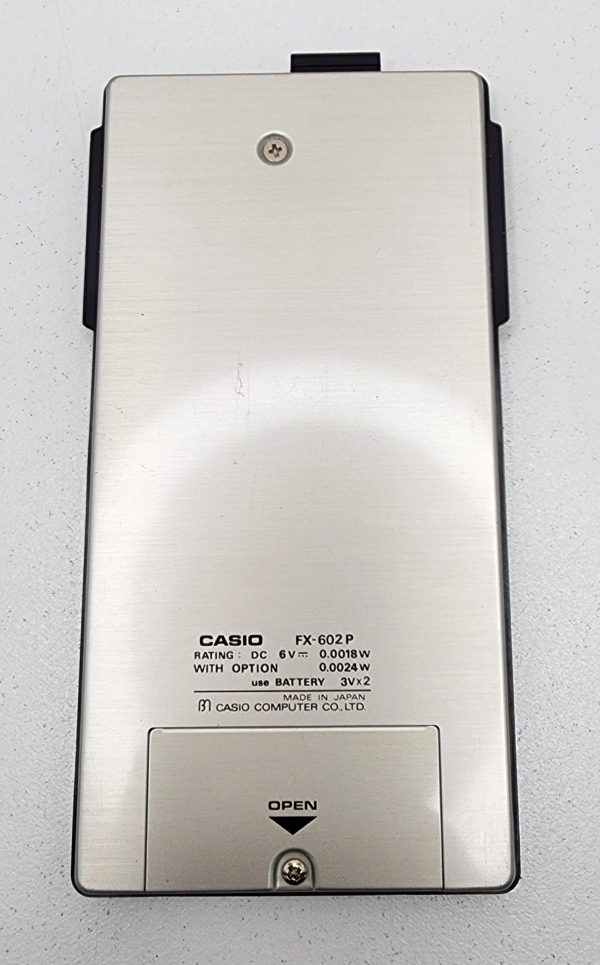 CASIO FX-602P
RATING : DC 6V⎓ 0.0018W
WITH OPTION 0.0024W
use BATTERY 3V×2
MADE IN JAPAN
CASIO COMPUTER CO., LTD.
OPEN